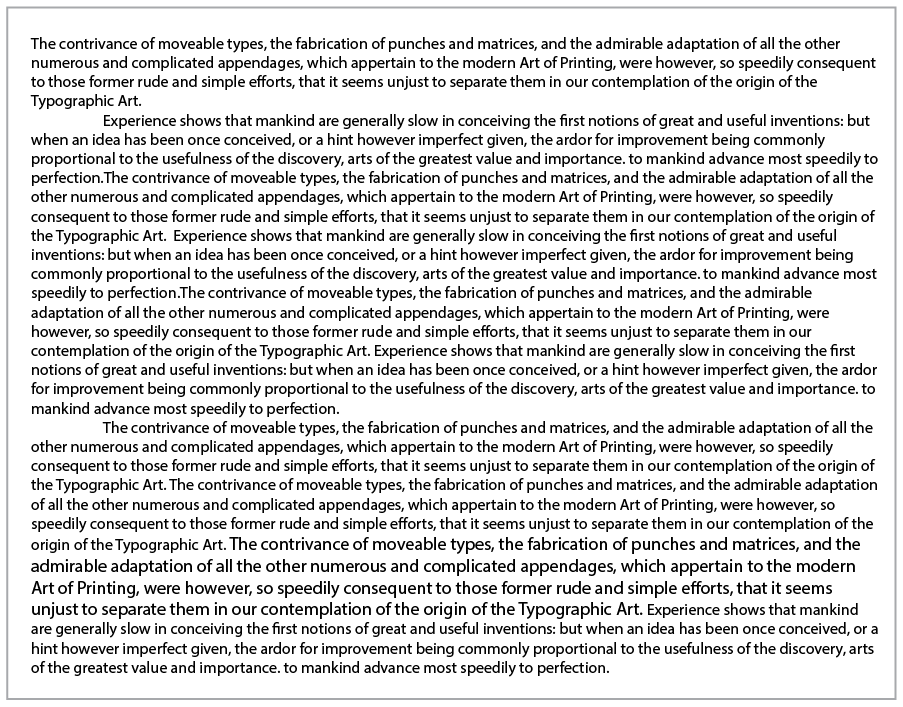 The contrivance of moveable types, the fabrication of punches and matrices, and the admirable adaptation of all the other
numerous and complicated appendages, which appertain to the modern Art of Printing, were however, so speedily consequent
to those former rude and simple efforts, that it seems unjust to separate them in our contemplation of the origin of the
Typographic Art.
Experience shows that mankind are generally slow in conceiving the first notions of great and useful inventions: but
when an idea has been once conceived, or a hint however imperfect given, the ardor for improvement being commonly
proportional to the usefulness of the discovery, arts of the greatest value and importance. to mankind advance most speedily to
perfection.The contrivance of moveable types, the fabrication of punches and matrices, and the admirable adaptation of all the
other numerous and complicated appendages, which appertain to the modern Art of Printing, were however, so speedily
consequent to those former rude and simple efforts, that it seems unjust to separate them in our contemplation of the origin of
the Typographic Art.  Experience shows that mankind are generally slow in conceiving the first notions of great and useful
inventions: but when an idea has been once conceived, or a hint however imperfect given, the ardor for improvement being
commonly proportional to the usefulness of the discovery, arts of the greatest value and importance. to mankind advance most
speedily to perfection.The contrivance of moveable types, the fabrication of punches and matrices, and the admirable
adaptation of all the other numerous and complicated appendages, which appertain to the modern Art of Printing, were
however, so speedily consequent to those former rude and simple efforts, that it seems unjust to separate them in our
contemplation of the origin of the Typographic Art. Experience shows that mankind are generally slow in conceiving the first
notions of great and useful inventions: but when an idea has been once conceived, or a hint however imperfect given, the ardor
for improvement being commonly proportional to the usefulness of the discovery, arts of the greatest value and importance. to
mankind advance most speedily to perfection.
The contrivance of moveable types, the fabrication of punches and matrices, and the admirable adaptation of all the
other numerous and complicated appendages, which appertain to the modern Art of Printing, were however, so speedily
consequent to those former rude and simple efforts, that it seems unjust to separate them in our contemplation of the origin of
the Typographic Art. The contrivance of moveable types, the fabrication of punches and matrices, and the admirable adaptation
of all the other numerous and complicated appendages, which appertain to the modern Art of Printing, were however, so
speedily consequent to those former rude and simple efforts, that it seems unjust to separate them in our contemplation of the
origin of the Typographic Art. The contrivance of moveable types, the fabrication of punches and matrices, and the
admirable adaptation of all the other numerous and complicated appendages, which appertain to the modern
Art of Printing, were however, so speedily consequent to those former rude and simple efforts, that it seems
unjust to separate them in our contemplation of the origin of the Typographic Art. Experience shows that mankind
are generally slow in conceiving the first notions of great and useful inventions: but when an idea has been once conceived, or a
hint however imperfect given, the ardor for improvement being commonly proportional to the usefulness of the discovery, arts
of the greatest value and importance. to mankind advance most speedily to perfection.